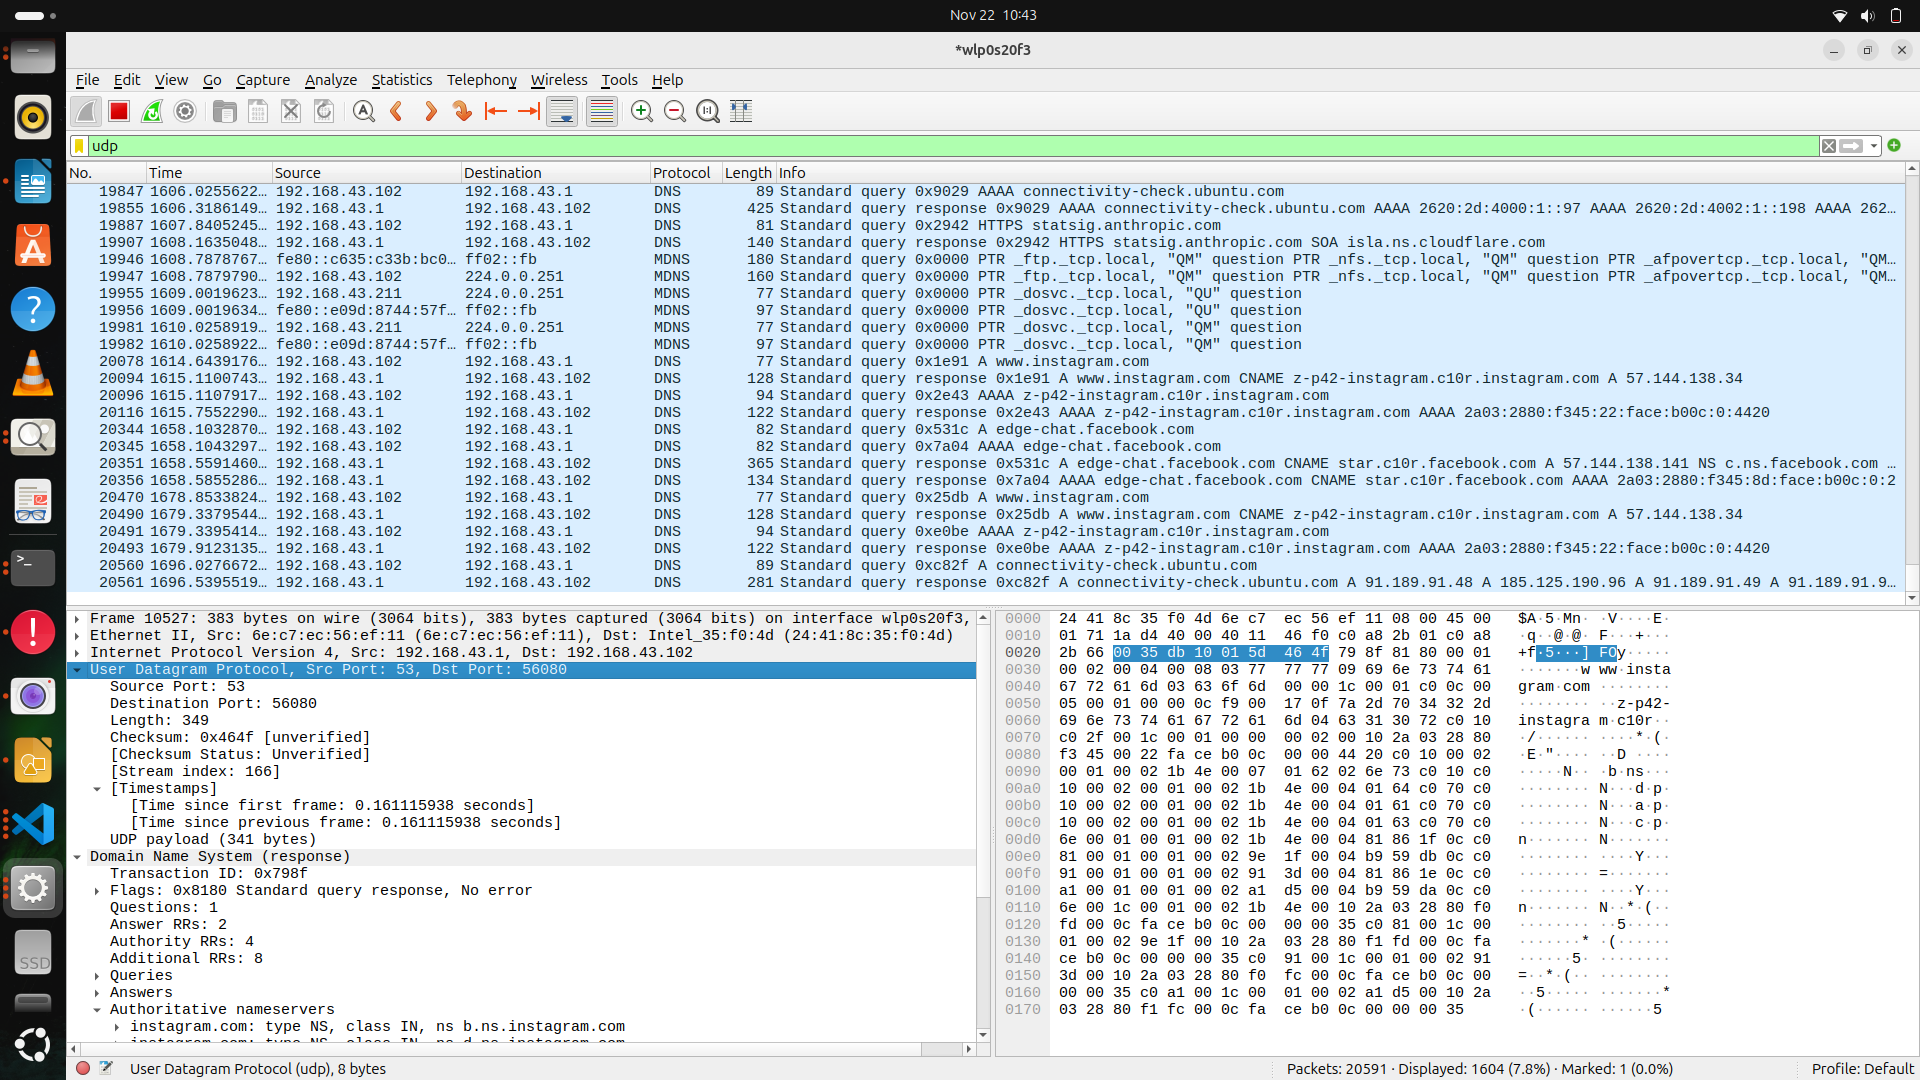 Nov 22 10:43
*wlp0s20f3
File Edit View Go Capture Analyze Statistics Telephony Wireless Tools Help
udp
No. Time Source Destination Protocol Length Info
19847 1606.0255622… 192.168.43.102 192.168.43.1 DNS 89 Standard query 0x9029 AAAA connectivity-check.ubuntu.com
19855 1606.3186149… 192.168.43.1 192.168.43.102 DNS 425 Standard query response 0x9029 AAAA connectivity-check.ubuntu.com AAAA 2620:2d:4000:1::97 AAAA 2620:2d:4002:1::198 AAAA 262…
19887 1607.8405245… 192.168.43.102 192.168.43.1 DNS 81 Standard query 0x2942 HTTPS statsig.anthropic.com
19907 1608.1635048… 192.168.43.1 192.168.43.102 DNS 140 Standard query response 0x2942 HTTPS statsig.anthropic.com SOA isla.ns.cloudflare.com
19946 1608.7878767… fe80::c635:c33b:bc0… ff02::fb MDNS 180 Standard query 0x0000 PTR _ftp._tcp.local, "QM" question PTR _nfs._tcp.local, "QM" question PTR _afpovertcp._tcp.local, "QM…
19947 1608.7879790… 192.168.43.102 224.0.0.251 MDNS 160 Standard query 0x0000 PTR _ftp._tcp.local, "QM" question PTR _nfs._tcp.local, "QM" question PTR _afpovertcp._tcp.local, "QM…
19955 1609.0019623… 192.168.43.211 224.0.0.251 MDNS 77 Standard query 0x0000 PTR _dosvc._tcp.local, "QU" question
19956 1609.0019634… fe80::e09d:8744:57f… ff02::fb MDNS 97 Standard query 0x0000 PTR _dosvc._tcp.local, "QU" question
19981 1610.0258919… 192.168.43.211 224.0.0.251 MDNS 77 Standard query 0x0000 PTR _dosvc._tcp.local, "QM" question
19982 1610.0258922… fe80::e09d:8744:57f… ff02::fb MDNS 97 Standard query 0x0000 PTR _dosvc._tcp.local, "QM" question
20078 1614.6439176… 192.168.43.102 192.168.43.1 DNS 77 Standard query 0x1e91 A www.instagram.com
20094 1615.1100743… 192.168.43.1 192.168.43.102 DNS 128 Standard query response 0x1e91 A www.instagram.com CNAME z-p42-instagram.c10r.instagram.com A 57.144.138.34
20096 1615.1107917… 192.168.43.102 192.168.43.1 DNS 94 Standard query 0x2e43 AAAA z-p42-instagram.c10r.instagram.com
20116 1615.7552290… 192.168.43.1 192.168.43.102 DNS 122 Standard query response 0x2e43 AAAA z-p42-instagram.c10r.instagram.com AAAA 2a03:2880:f345:22:face:b00c:0:4420
20344 1658.1032870… 192.168.43.102 192.168.43.1 DNS 82 Standard query 0x531c A edge-chat.facebook.com
20345 1658.1043297… 192.168.43.102 192.168.43.1 DNS 82 Standard query 0x7a04 AAAA edge-chat.facebook.com
20351 1658.5591460… 192.168.43.1 192.168.43.102 DNS 365 Standard query response 0x531c A edge-chat.facebook.com CNAME star.c10r.facebook.com A 57.144.138.141 NS c.ns.facebook.com …
20356 1658.5855286… 192.168.43.1 192.168.43.102 DNS 134 Standard query response 0x7a04 AAAA edge-chat.facebook.com CNAME star.c10r.facebook.com AAAA 2a03:2880:f345:8d:face:b00c:0:2
20470 1678.8533824… 192.168.43.102 192.168.43.1 DNS 77 Standard query 0x25db A www.instagram.com
20490 1679.3379544… 192.168.43.1 192.168.43.102 DNS 128 Standard query response 0x25db A www.instagram.com CNAME z-p42-instagram.c10r.instagram.com A 57.144.138.34
20491 1679.3395414… 192.168.43.102 192.168.43.1 DNS 94 Standard query 0xe0be AAAA z-p42-instagram.c10r.instagram.com
20493 1679.9123135… 192.168.43.1 192.168.43.102 DNS 122 Standard query response 0xe0be AAAA z-p42-instagram.c10r.instagram.com AAAA 2a03:2880:f345:22:face:b00c:0:4420
20560 1696.0276672… 192.168.43.102 192.168.43.1 DNS 89 Standard query 0xc82f A connectivity-check.ubuntu.com
20561 1696.5395519… 192.168.43.1 192.168.43.102 DNS 281 Standard query response 0xc82f A connectivity-check.ubuntu.com A 91.189.91.48 A 185.125.190.96 A 91.189.91.49 A 91.189.91.9…
Frame 10527: 383 bytes on wire (3064 bits), 383 bytes captured (3064 bits) on interface wlp0s20f3,
Ethernet II, Src: 6e:c7:ec:56:ef:11 (6e:c7:ec:56:ef:11), Dst: Intel_35:f0:4d (24:41:8c:35:f0:4d)
Internet Protocol Version 4, Src: 192.168.43.1, Dst: 192.168.43.102
User Datagram Protocol, Src Port: 53, Dst Port: 56080
Source Port: 53
Destination Port: 56080
Length: 349
Checksum: 0x464f [unverified]
[Checksum Status: Unverified]
[Stream index: 166]
[Timestamps]
[Time since first frame: 0.161115938 seconds]
[Time since previous frame: 0.161115938 seconds]
UDP payload (341 bytes)
Domain Name System (response)
Transaction ID: 0x798f
Flags: 0x8180 Standard query response, No error
Questions: 1
Answer RRs: 2
Authority RRs: 4
Additional RRs: 8
Queries
Answers
Authoritative nameservers
instagram.com: type NS, class IN, ns b.ns.instagram.com
instagram.com: type NS, class IN, ns d.ns.instagram.com
0000 24 41 8c 35 f0 4d 6e c7 ec 56 ef 11 08 00 45 00 $A·5·Mn· ·V····E·
0010 01 71 1a d4 40 00 40 11 46 f0 c0 a8 2b 01 c0 a8 ·q··@·@· F···+···
0020 2b 66 00 35 db 10 01 5d 46 4f 79 8f 81 80 00 01 +f·5···] FOy·····
0030 00 02 00 04 00 08 03 77 77 77 09 69 6e 73 74 61 ·······w ww·insta
0040 67 72 61 6d 03 63 6f 6d 00 00 1c 00 01 c0 0c 00 gram·com ········
0050 05 00 01 00 00 0c f9 00 17 0f 7a 2d 70 34 32 2d ········ ··z-p42-
0060 69 6e 73 74 61 67 72 61 6d 04 63 31 30 72 c0 10 instagra m·c10r··
0070 c0 2f 00 1c 00 01 00 00 00 02 00 10 2a 03 28 80 ·/······ ····*·(·
0080 f3 45 00 22 fa ce b0 0c 00 00 44 20 c0 10 00 02 ·E·"···· ··D ····
0090 00 01 00 02 1b 4e 00 07 01 62 02 6e 73 c0 10 c0 ·····N·· ·b·ns···
00a0 10 00 02 00 01 00 02 1b 4e 00 04 01 64 c0 70 c0 ········ N···d·p·
00b0 10 00 02 00 01 00 02 1b 4e 00 04 01 61 c0 70 c0 ········ N···a·p·
00c0 10 00 02 00 01 00 02 1b 4e 00 04 01 63 c0 70 c0 ········ N···c·p·
00d0 6e 00 01 00 01 00 02 1b 4e 00 04 81 86 1f 0c c0 n······· N·······
00e0 81 00 01 00 01 00 02 9e 1f 00 04 b9 59 db 0c c0 ········ ····Y···
00f0 91 00 01 00 01 00 02 91 3d 00 04 81 86 1e 0c c0 ········ =·······
0100 a1 00 01 00 01 00 02 a1 d5 00 04 b9 59 da 0c c0 ········ ····Y···
0110 6e 00 1c 00 01 00 02 1b 4e 00 10 2a 03 28 80 f0 n······· N··*·(··
0120 fd 00 0c fa ce b0 0c 00 00 00 35 c0 81 00 1c 00 ········ ··5·····
0130 01 00 02 9e 1f 00 10 2a 03 28 80 f1 fd 00 0c fa ·······* ·(······
0140 ce b0 0c 00 00 00 35 c0 91 00 1c 00 01 00 02 91 ······5· ········
0150 3d 00 10 2a 03 28 80 f0 fc 00 0c fa ce b0 0c 00 =··*·(·· ········
0160 00 00 35 c0 a1 00 1c 00 01 00 02 a1 d5 00 10 2a ··5····· ·······*
0170 03 28 80 f1 fc 00 0c fa ce b0 0c 00 00 00 35 ·(······ ······5
SSD
User Datagram Protocol (udp), 8 bytes
Packets: 20591 · Displayed: 1604 (7.8%) · Marked: 1 (0.0%)
Profile: Default